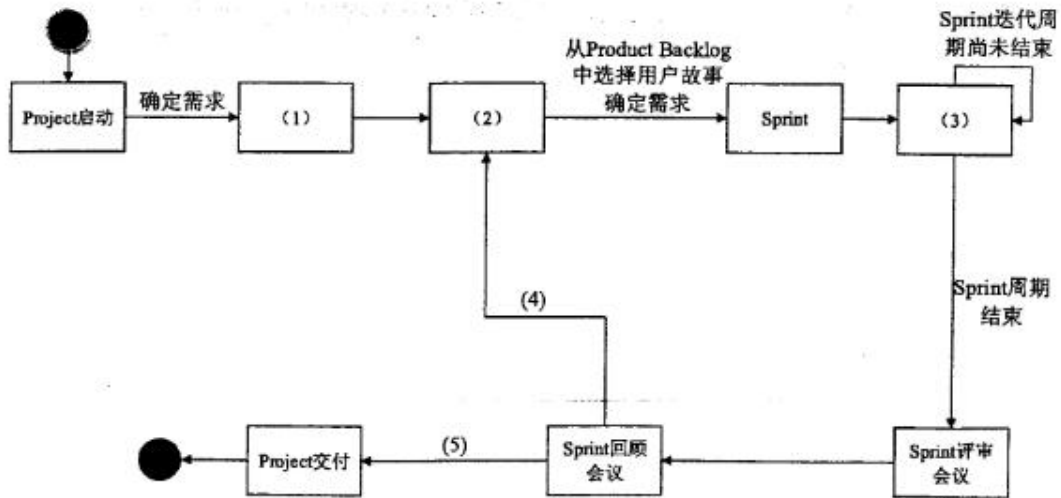 Sprint迭代周
期尚未结束
从Product Backlog
中选择用户故事
确定需求
确定需求
Project启动
（1）
（2）
Sprint
（3）
(4)
Sprint周期
结束
(5)
Project交付
Sprint回顾
会议
Sprint评审
会议